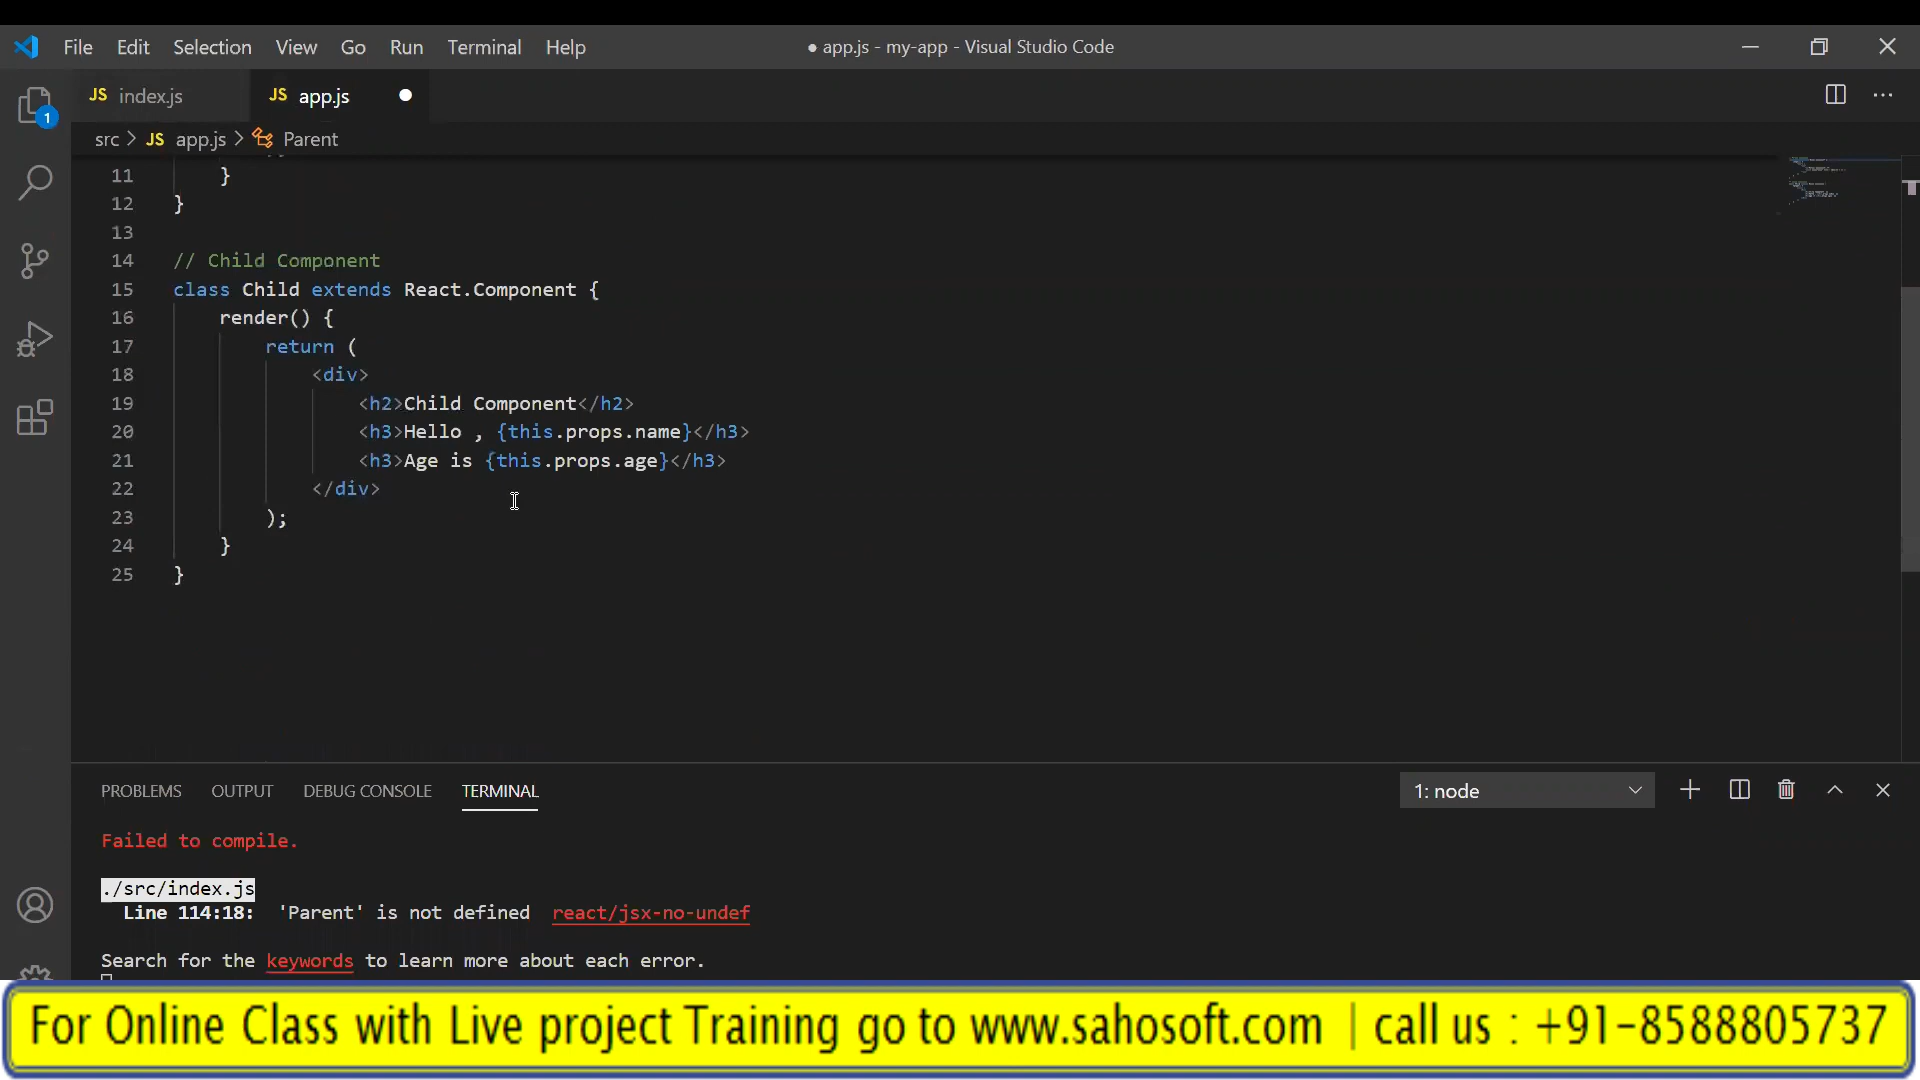 File Edit Selection View Go Run Terminal Help ● app.js - my-app - Visual Studio Code
JS index.js JS app.js
1
src > JS app.js > Parent
11 }
12 }
13
14 // Child Component
15 class Child extends React.Component {
16 render() {
17 return (
18 <div>
19 <h2>Child Component</h2>
20 <h3>Hello , {this.props.name}</h3>
21 <h3>Age is {this.props.age}</h3>
22 </div>
23 );
24 }
25 }
PROBLEMS OUTPUT DEBUG CONSOLE TERMINAL 1: node
Failed to compile.
./src/index.js
Line 114:18: 'Parent' is not defined react/jsx-no-undef
Search for the keywords to learn more about each error.
For Online Class with Live project Training go to www.sahosoft.com | call us : +91-8588805737